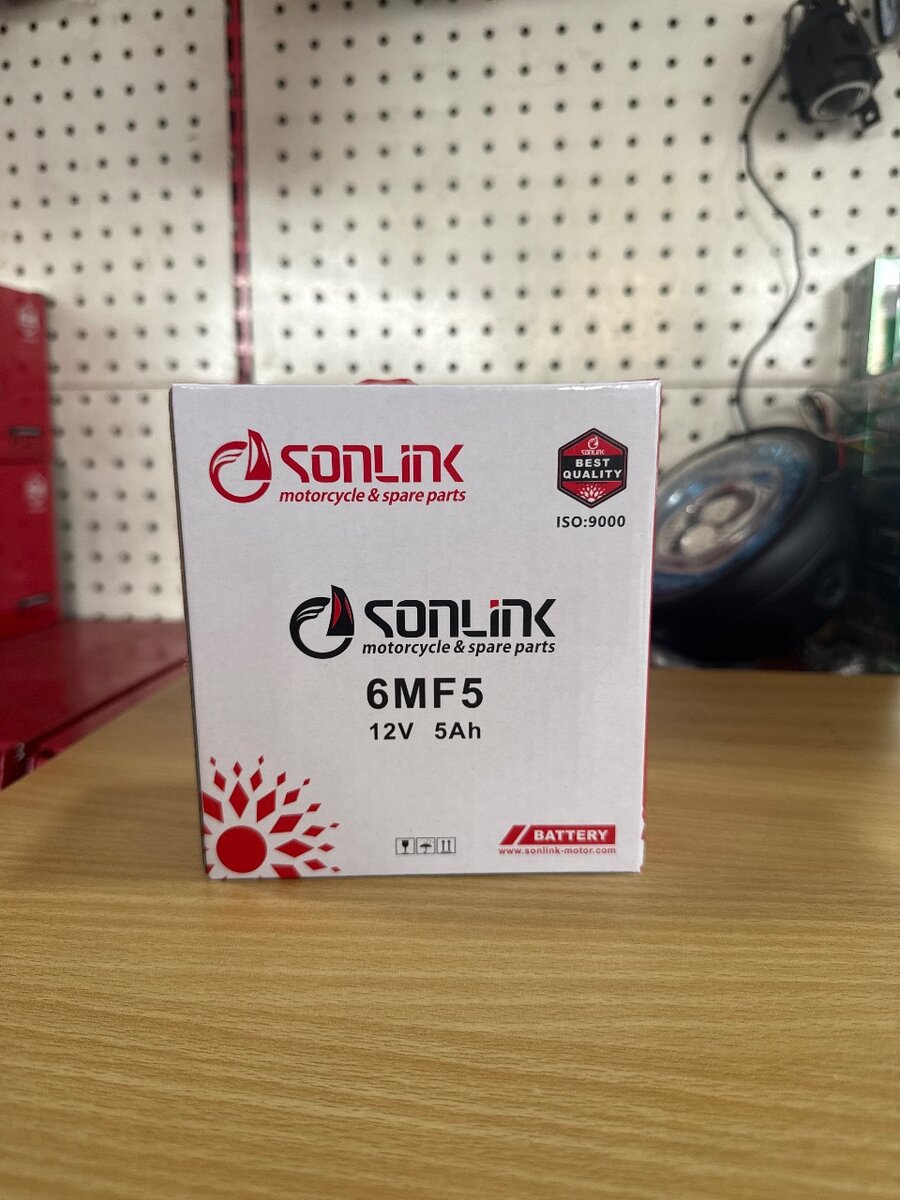 SONLINK
motorcycle & spare parts
SONLINK
BEST
QUALITY
ISO:9000
SONLINK
motorcycle & spare parts
6MF5
12V 5Ah
BATTERY
www.sonlink-motor.com